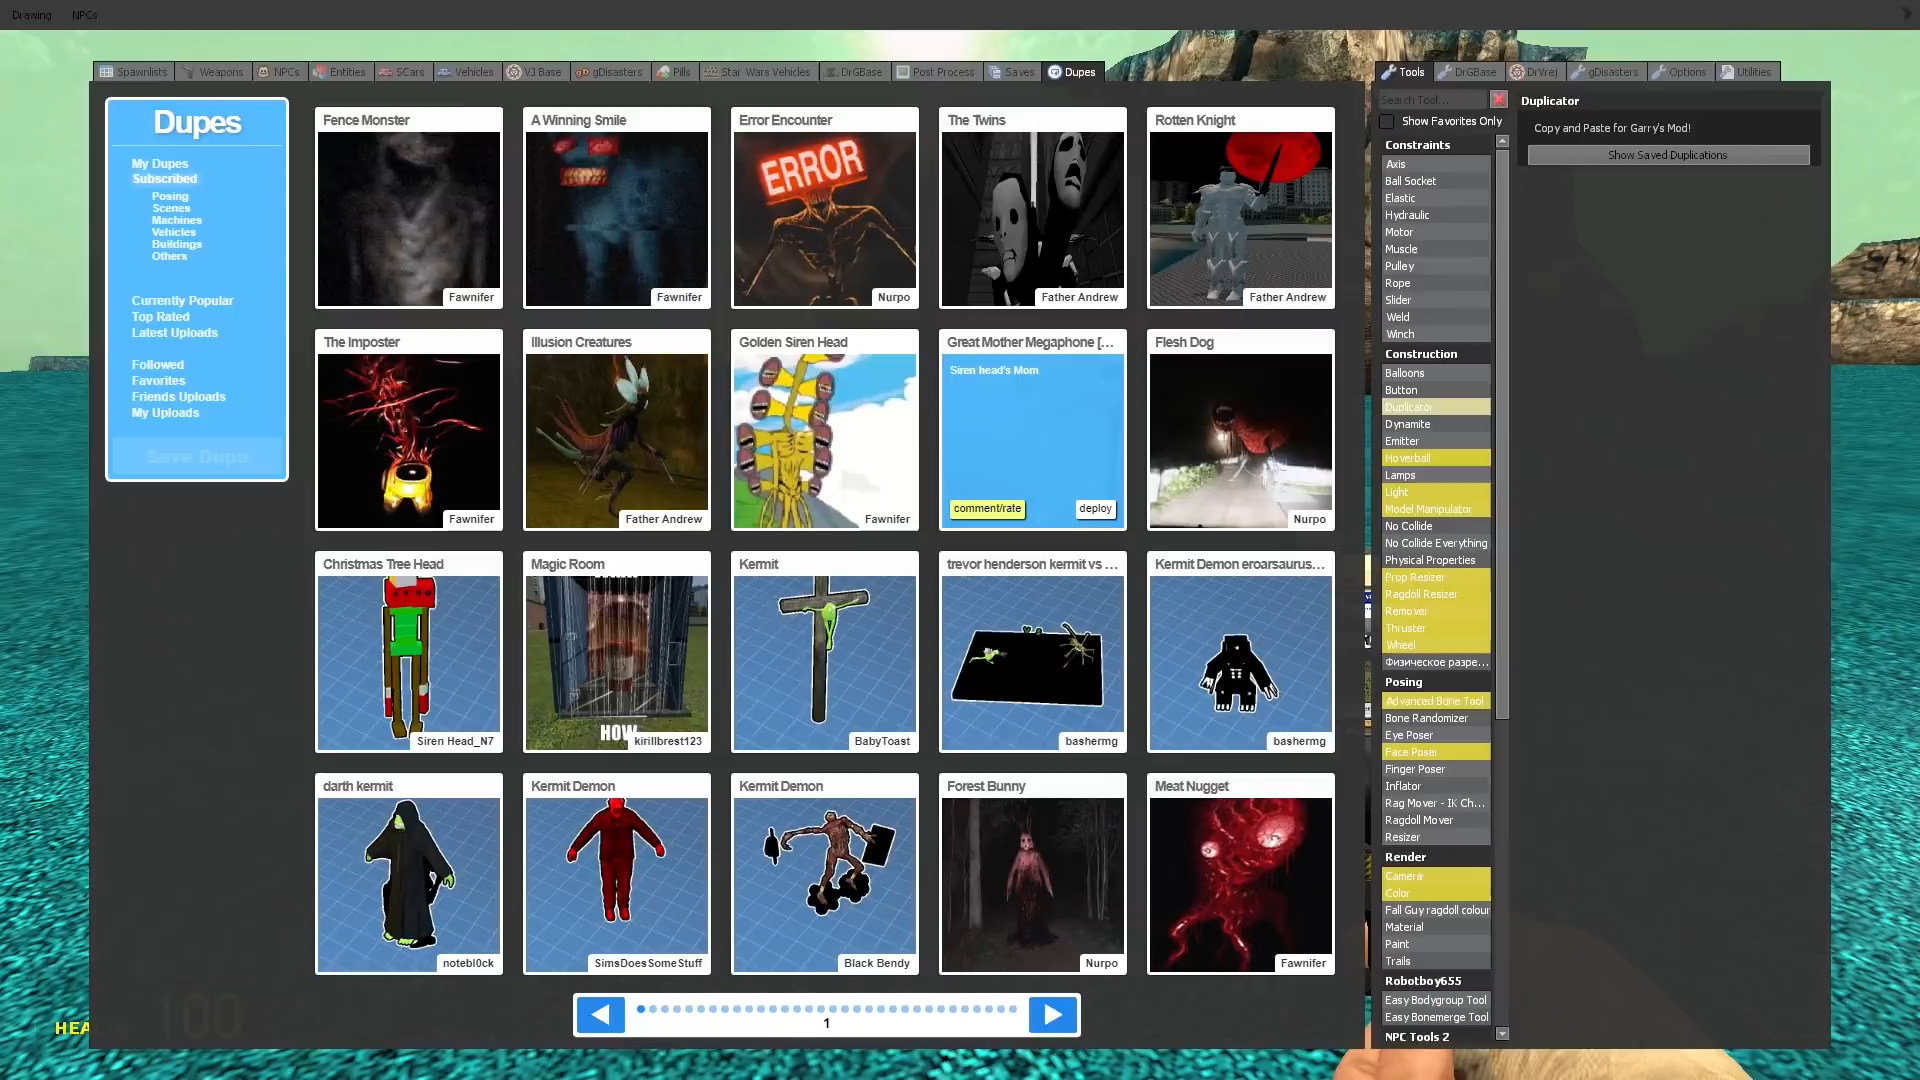 Drawing NPCs
Spawnlists Weapons NPCs Entities SCars Vehicles VJ Base gDisasters Pills Star Wars Vehicles DrGBase Post Process Saves Dupes
Tools DrGBase DrVrej gDisasters Options Utilities
Dupes
My Dupes
Subscribed
Posing
Scenes
Machines
Vehicles
Buildings
Others
Currently Popular
Top Rated
Latest Uploads
Followed
Favorites
Friends Uploads
My Uploads
Save Dupe
Fence Monster
Fawnifer
A Winning Smile
Fawnifer
Error Encounter
ERROR
Nurpo
The Twins
Father Andrew
Rotten Knight
Father Andrew
The Imposter
Fawnifer
Illusion Creatures
Father Andrew
Golden Siren Head
Fawnifer
Great Mother Megaphone [...
Siren head's Mom
comment/rate deploy
Flesh Dog
Nurpo
Christmas Tree Head
Siren Head_N7
Magic Room
HOW
kirillbrest123
Kermit
BabyToast
trevor henderson kermit vs ...
bashermg
Kermit Demon eroarsaurus...
bashermg
darth kermit
notebl0ck
Kermit Demon
SimsDoesSomeStuff
Kermit Demon
Black Bendy
Forest Bunny
Nurpo
Meat Nugget
Fawnifer
1
HEA 100
Search Tool...
Show Favorites Only
Constraints
Axis
Ball Socket
Elastic
Hydraulic
Motor
Muscle
Pulley
Rope
Slider
Weld
Winch
Construction
Balloons
Button
Duplicator
Dynamite
Emitter
Hoverball
Lamps
Light
Model Manipulator
No Collide
No Collide Everything
Physical Properties
Prop Resizer
Ragdoll Resizer
Remover
Thruster
Wheel
Физическое разре...
Posing
Advanced Bone Tool
Bone Randomizer
Eye Poser
Face Poser
Finger Poser
Inflator
Rag Mover - IK Ch...
Ragdoll Mover
Resizer
Render
Camera
Color
Fall Guy ragdoll colour
Material
Paint
Trails
Robotboy655
Easy Bodygroup Tool
Easy Bonemerge Tool
NPC Tools 2
Duplicator
Copy and Paste for Garry's Mod!
Show Saved Duplications